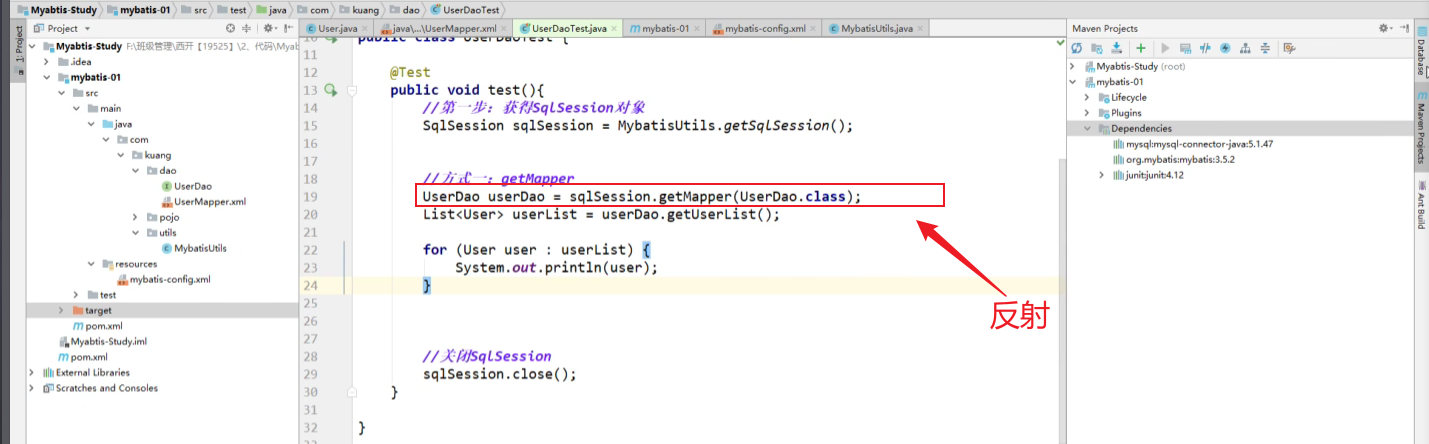 Myabtis-Study mybatis-01 src test java com kuang dao UserDaoTest
Project
User.java java\...\UserMapper.xml UserDaoTest.java mybatis-01 mybatis-config.xml MybatisUtils.java
Maven Projects
1: Project
Myabtis-Study F:\班级管理\西开【19525】\2、代码\Myab
.idea
mybatis-01
src
main
java
com
kuang
dao
UserDao
UserMapper.xml
pojo
utils
MybatisUtils
resources
mybatis-config.xml
test
target
pom.xml
Myabtis-Study.iml
pom.xml
External Libraries
Scratches and Consoles
10 public class UserDaoTest {
11
12 @Test
13 public void test(){
14 //第一步：获得SqlSession对象
15 SqlSession sqlSession = MybatisUtils.getSqlSession();
16
17
18 //方式一：getMapper
19 UserDao userDao = sqlSession.getMapper(UserDao.class);
20 List<User> userList = userDao.getUserList();
21
22 for (User user : userList) {
23 System.out.println(user);
24 }
25
26
27
28 //关闭SqlSession
29 sqlSession.close();
30 }
31
32 }
反射
Myabtis-Study (root)
mybatis-01
Lifecycle
Plugins
Dependencies
mysql:mysql-connector-java:5.1.47
org.mybatis:mybatis:3.5.2
junit:junit:4.12
Database
Maven Projects
Ant Build